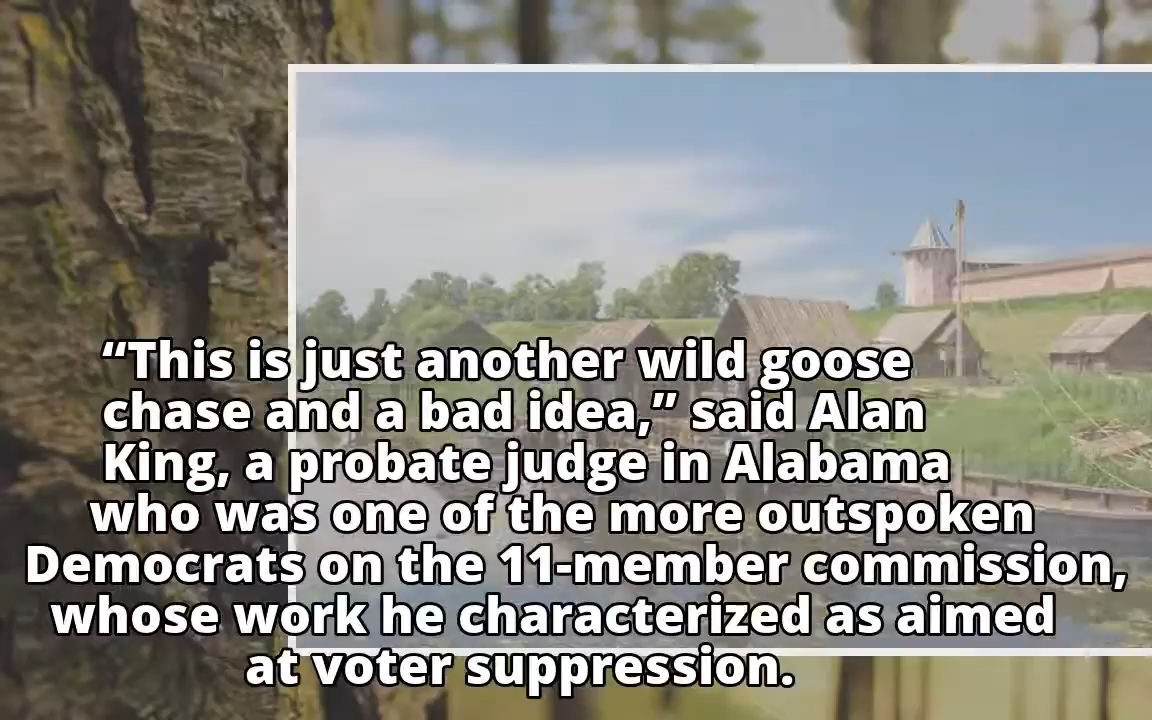 “This is just another wild goose
chase and a bad idea,” said Alan
King, a probate judge in Alabama
who was one of the more outspoken
Democrats on the 11-member commission,
whose work he characterized as aimed
at voter suppression.